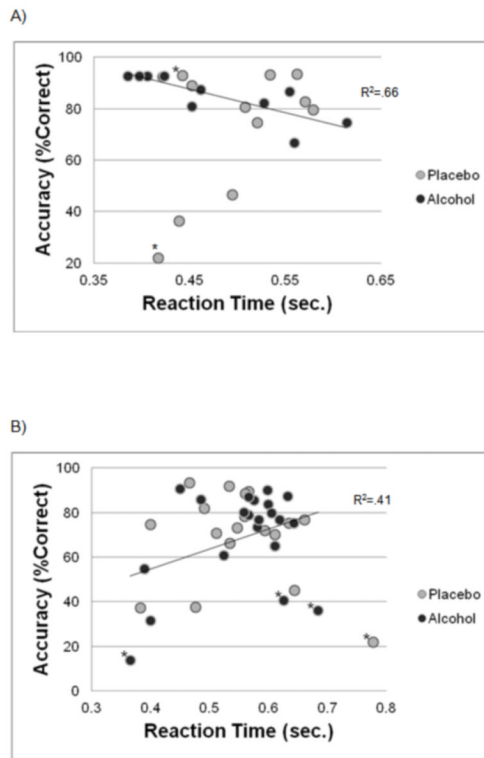 A)
100
80
60
40
20
0.35
0.45
0.55
0.65
Accuracy (%Correct)
Reaction Time (sec.)
R²=.66
*
*
Placebo
Alcohol
B)
100
80
60
40
20
0
0.3
0.4
0.5
0.6
0.7
0.8
Accuracy (%Correct)
Reaction Time (sec.)
R²=.41
*
*
*
*
Placebo
Alcohol